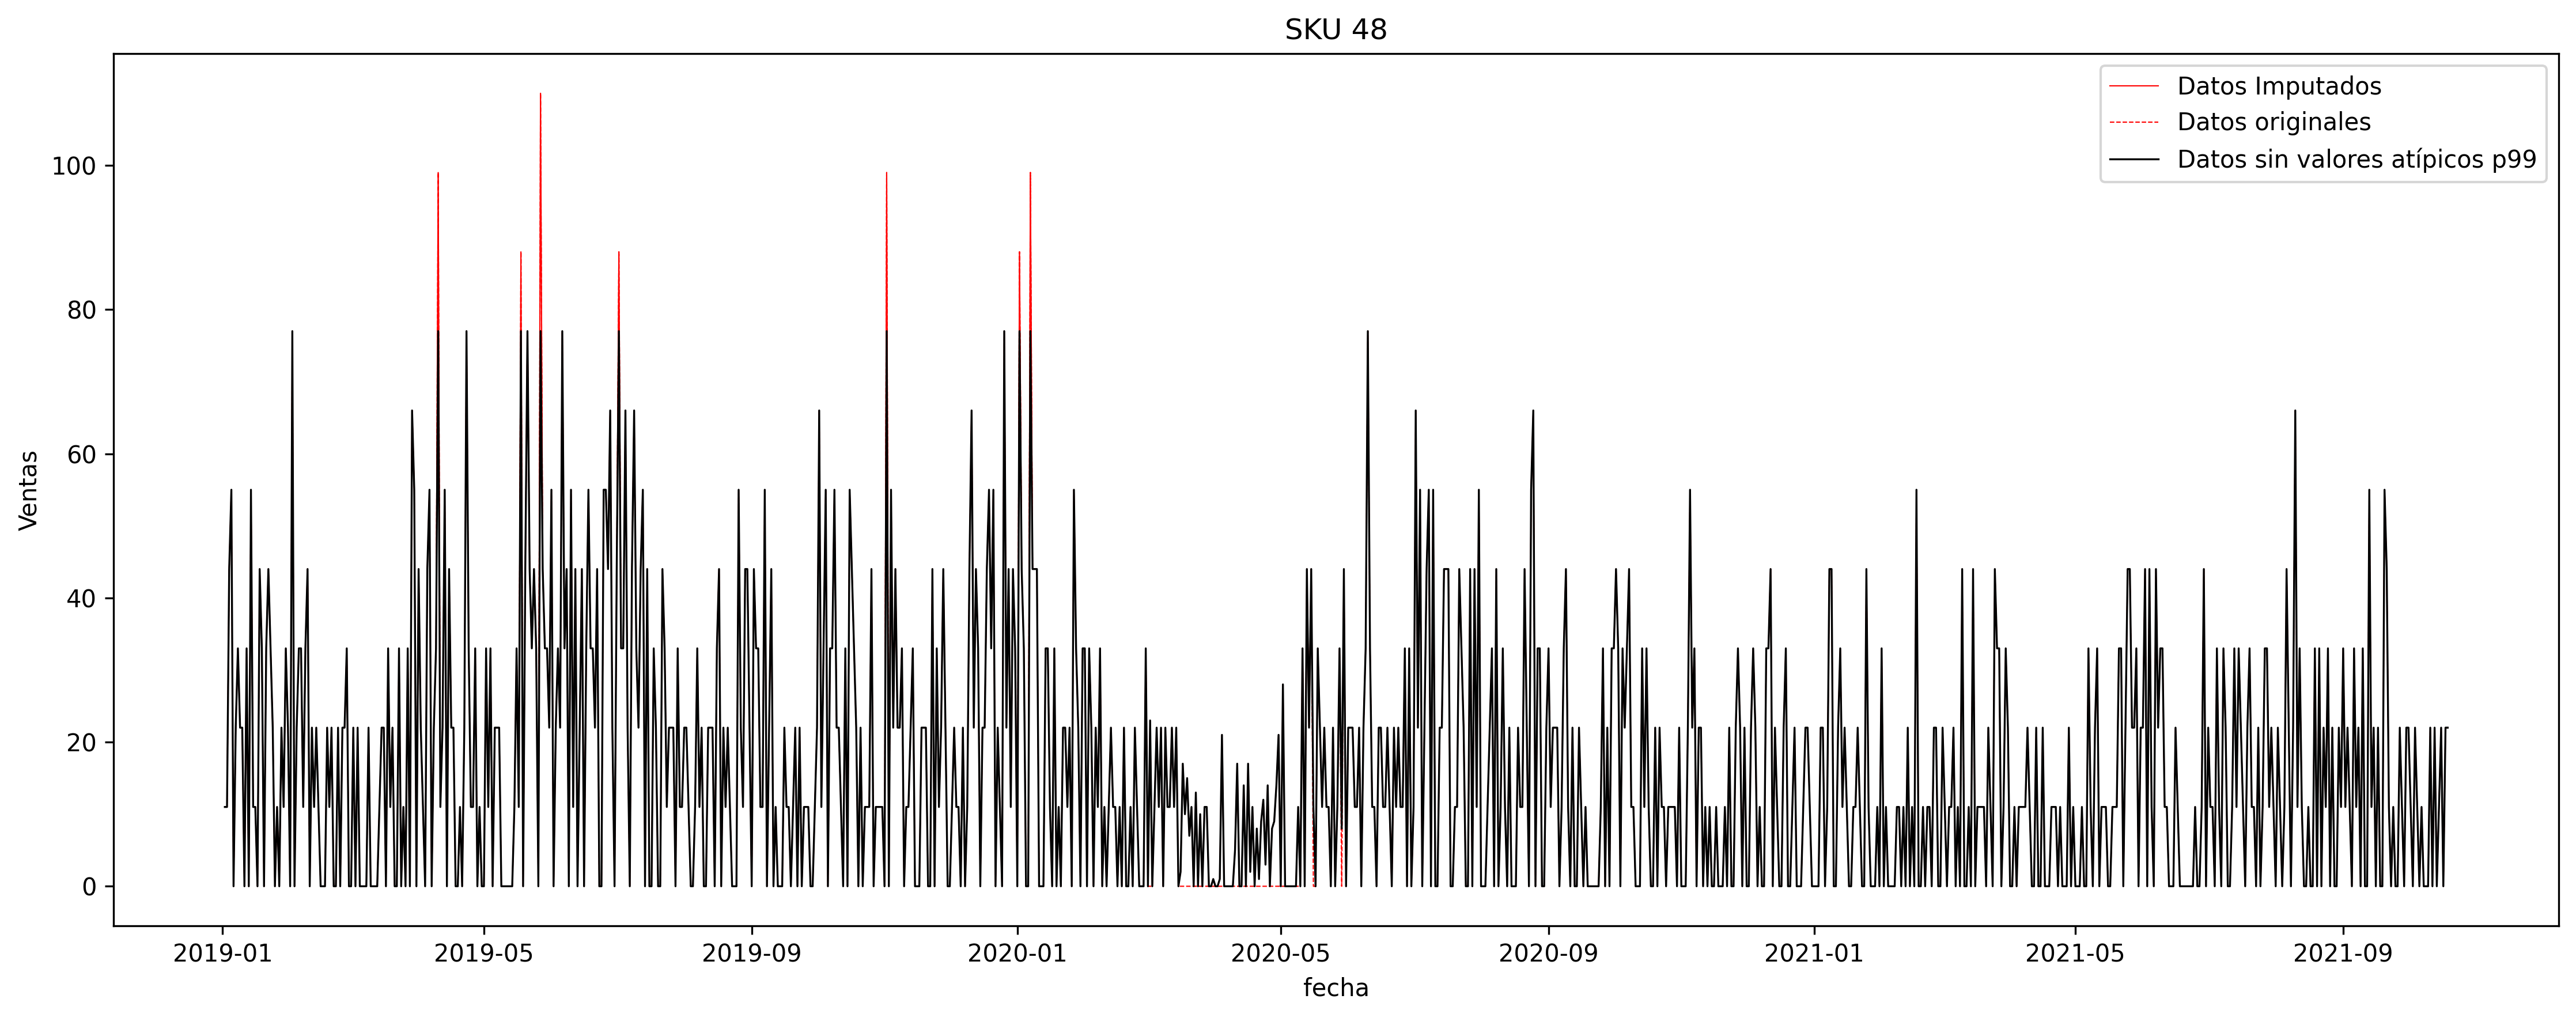 SKU 48
Datos Imputados
Datos originales
Datos sin valores atípicos p99
100
80
60
40
20
0
Ventas
2019-01 2019-05 2019-09 2020-01 2020-05 2020-09 2021-01 2021-05 2021-09
fecha